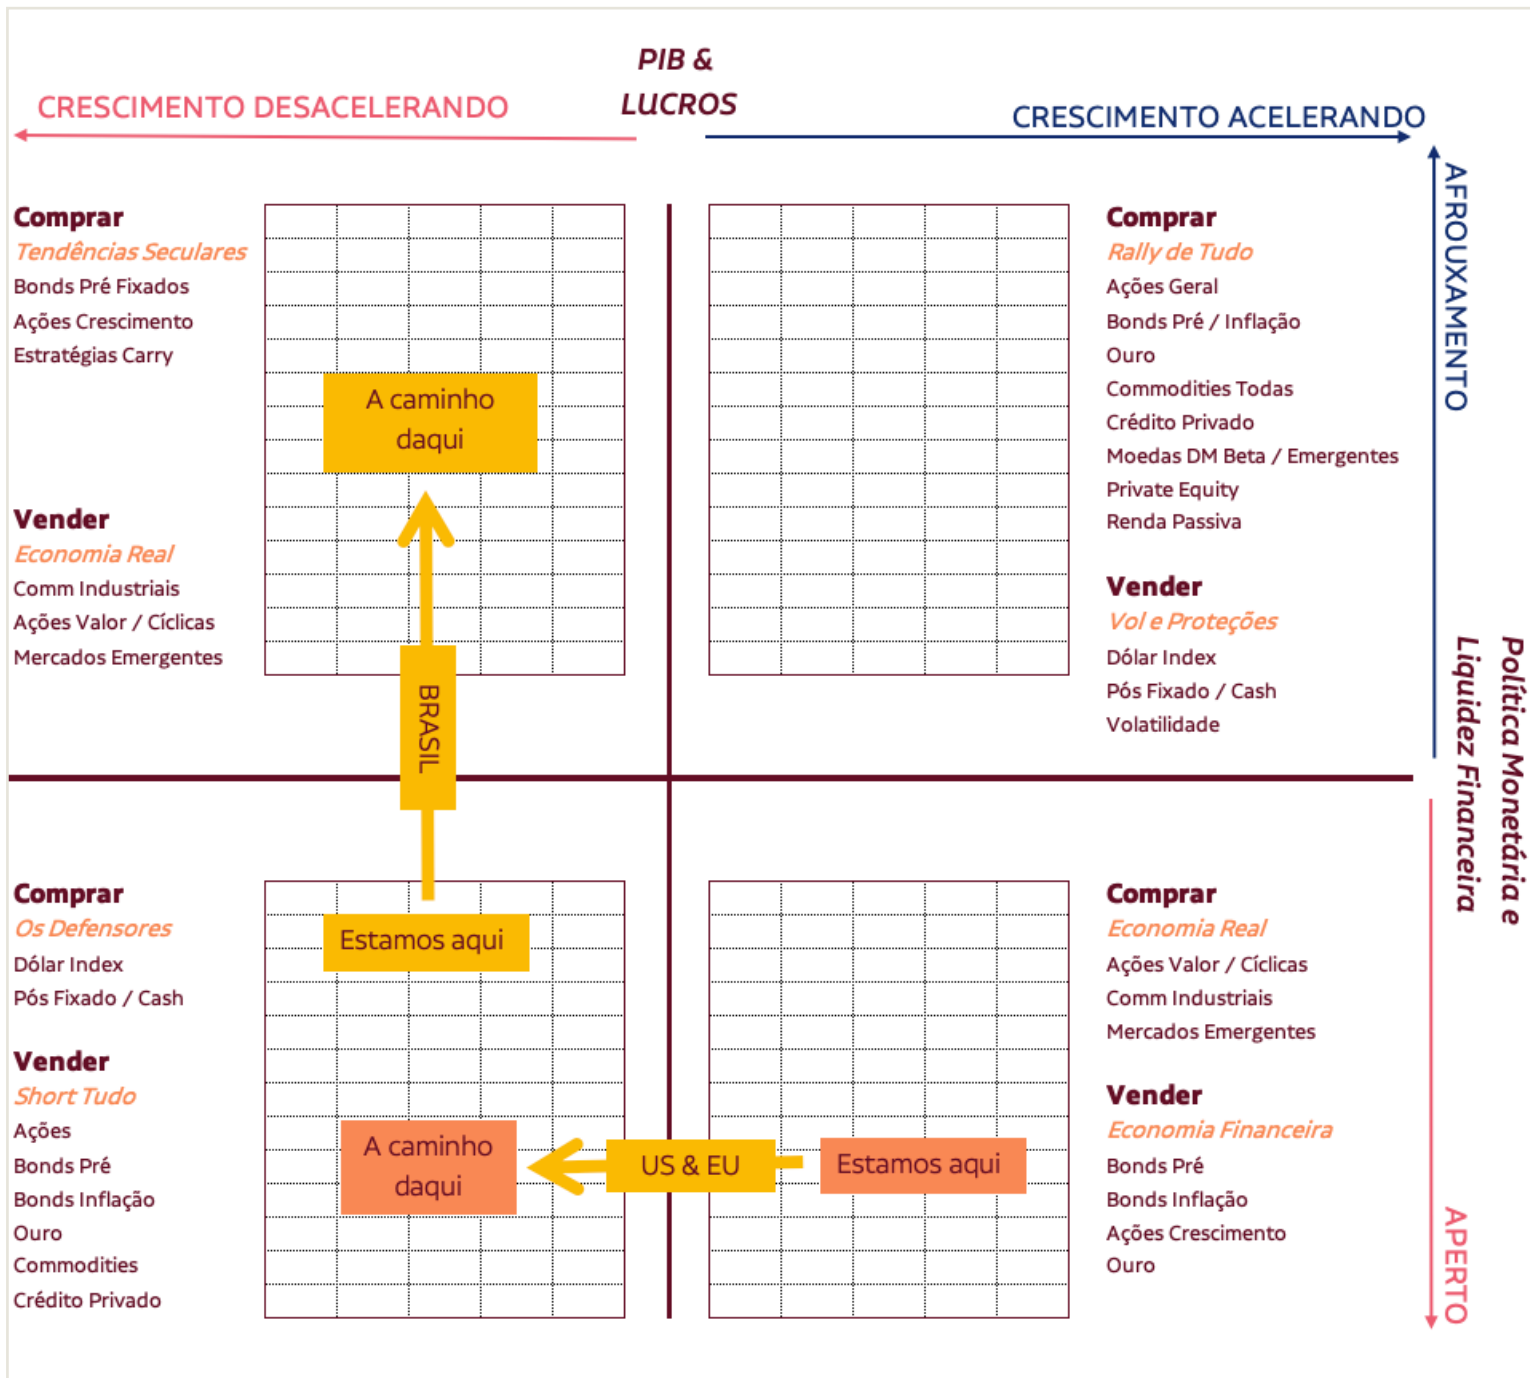 PIB &
LUCROS
CRESCIMENTO DESACELERANDO
CRESCIMENTO ACELERANDO
AFROUXAMENTO
Política Monetária e
Liquidez Financeira
APERTO
Comprar
Tendências Seculares
Bonds Pré Fixados
Ações Crescimento
Estratégias Carry
Vender
Economia Real
Comm Industriais
Ações Valor / Cíclicas
Mercados Emergentes
A caminho
daqui
BRASIL
Comprar
Rally de Tudo
Ações Geral
Bonds Pré / Inflação
Ouro
Commodities Todas
Crédito Privado
Moedas DM Beta / Emergentes
Private Equity
Renda Passiva
Vender
Vol e Proteções
Dólar Index
Pós Fixado / Cash
Volatilidade
Comprar
Os Defensores
Dólar Index
Pós Fixado / Cash
Vender
Short Tudo
Ações
Bonds Pré
Bonds Inflação
Ouro
Commodities
Crédito Privado
Estamos aqui
A caminho
daqui
US & EU
Estamos aqui
Comprar
Economia Real
Ações Valor / Cíclicas
Comm Industriais
Mercados Emergentes
Vender
Economia Financeira
Bonds Pré
Bonds Inflação
Ações Crescimento
Ouro